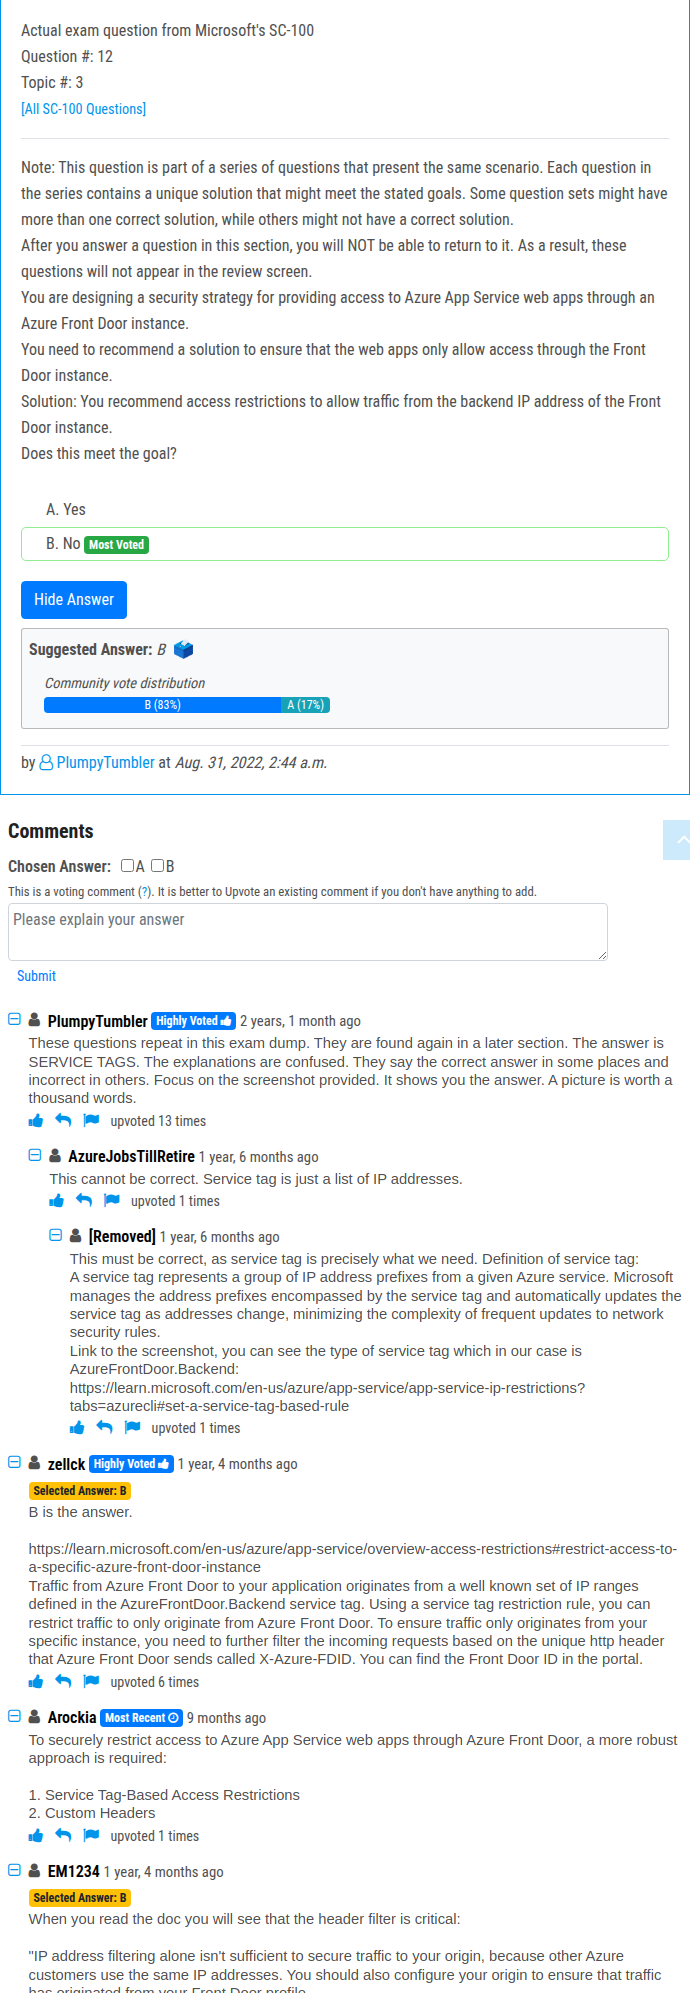 Actual exam question from Microsoft's SC-100
Question #: 12
Topic #: 3
[All SC-100 Questions]
Note: This question is part of a series of questions that present the same scenario. Each question in
the series contains a unique solution that might meet the stated goals. Some question sets might have
more than one correct solution, while others might not have a correct solution.
After you answer a question in this section, you will NOT be able to return to it. As a result, these
questions will not appear in the review screen.
You are designing a security strategy for providing access to Azure App Service web apps through an
Azure Front Door instance.
You need to recommend a solution to ensure that the web apps only allow access through the Front
Door instance.
Solution: You recommend access restrictions to allow traffic from the backend IP address of the Front
Door instance.
Does this meet the goal?
A. Yes
B. No Most Voted
Hide Answer
Suggested Answer: B
Community vote distribution
B (83%) A (17%)
by PlumpyTumbler at Aug. 31, 2022, 2:44 a.m.
Comments
Chosen Answer: A B
This is a voting comment (?). It is better to Upvote an existing comment if you don't have anything to add.
Please explain your answer
Submit
PlumpyTumbler Highly Voted 2 years, 1 month ago
These questions repeat in this exam dump. They are found again in a later section. The answer is
SERVICE TAGS. The explanations are confused. They say the correct answer in some places and
incorrect in others. Focus on the screenshot provided. It shows you the answer. A picture is worth a
thousand words.
upvoted 13 times
AzureJobsTillRetire 1 year, 6 months ago
This cannot be correct. Service tag is just a list of IP addresses.
upvoted 1 times
[Removed] 1 year, 6 months ago
This must be correct, as service tag is precisely what we need. Definition of service tag:
A service tag represents a group of IP address prefixes from a given Azure service. Microsoft
manages the address prefixes encompassed by the service tag and automatically updates the
service tag as addresses change, minimizing the complexity of frequent updates to network
security rules.
Link to the screenshot, you can see the type of service tag which in our case is
AzureFrontDoor.Backend:
https://learn.microsoft.com/en-us/azure/app-service/app-service-ip-restrictions?
tabs=azurecli#set-a-service-tag-based-rule
upvoted 1 times
zellck Highly Voted 1 year, 4 months ago
Selected Answer: B
B is the answer.
https://learn.microsoft.com/en-us/azure/app-service/overview-access-restrictions#restrict-access-to-
a-specific-azure-front-door-instance
Traffic from Azure Front Door to your application originates from a well known set of IP ranges
defined in the AzureFrontDoor.Backend service tag. Using a service tag restriction rule, you can
restrict traffic to only originate from Azure Front Door. To ensure traffic only originates from your
specific instance, you need to further filter the incoming requests based on the unique http header
that Azure Front Door sends called X-Azure-FDID. You can find the Front Door ID in the portal.
upvoted 6 times
Arockia Most Recent 9 months ago
To securely restrict access to Azure App Service web apps through Azure Front Door, a more robust
approach is required:
1. Service Tag-Based Access Restrictions
2. Custom Headers
upvoted 1 times
EM1234 1 year, 4 months ago
Selected Answer: B
When you read the doc you will see that the header filter is critical:
"IP address filtering alone isn't sufficient to secure traffic to your origin, because other Azure
customers use the same IP addresses. You should also configure your origin to ensure that traffic
has originated from your Front Door profile